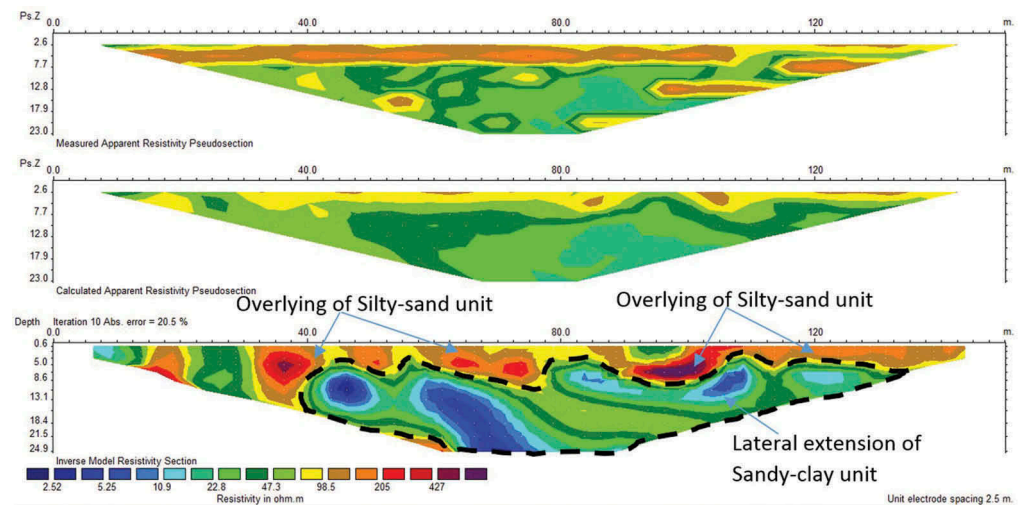 Ps.Z 0.0 40.0 80.0 120 m.
2.6
7.7
12.8
17.9
23.0
Measured Apparent Resistivity Pseudosection
Ps.Z 0.0 40.0 80.0 120 m.
2.6
7.7
12.8
17.9
23.0
Calculated Apparent Resistivity Pseudosection
Overlying of Silty-sand unit
Overlying of Silty-sand unit
Depth Iteration 10 Abs. error = 20.5 %
0.0 40.0 80.0 120 m.
0.6
5.0
8.6
13.1
18.4
21.5
24.9
Lateral extension of
Sandy-clay unit
Inverse Model Resistivity Section
2.52 5.25 10.9 22.8 47.3 98.5 205 427
Resistivity in ohm.m
Unit electrode spacing 2.5 m.